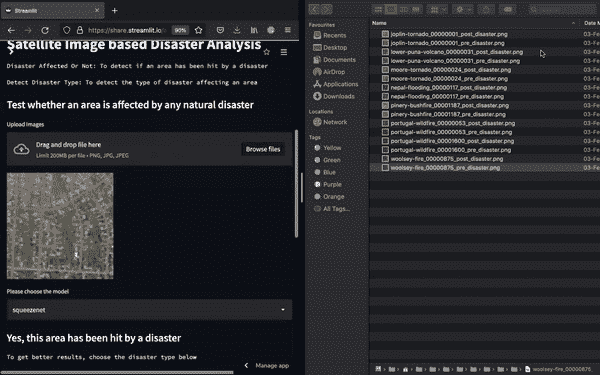 Streamlit
https://share.streamlit.io
90%
Satellite Image based Disaster Analysis
Disaster Affected Or Not: To detect if an area has been hit by a disaster
Detect Disaster Type: To detect the type of disaster affecting an area
Test whether an area is affected by any natural disaster
Upload Images
Drag and drop file here
Limit 200MB per file • PNG, JPG, JPEG
Browse files
Please choose the model
squeezenet
Yes, this area has been hit by a disaster
To get better results, choose the disaster type below
Manage app
Favourites
Recents
Desktop
Documents
AirDrop
Applications
Downloads
Locations
Network
Tags
Yellow
Green
Blue
Purple
Orange
All Tags...
Name
Date M
joplin-tornado_00000001_post_disaster.png
03-Fe
joplin-tornado_00000001_pre_disaster.png
03-Fe
lower-puna-volcano_00000031_post_disaster.png
03-Fe
lower-puna-volcano_00000031_pre_disaster.png
03-Fe
moore-tornado_00000024_post_disaster.png
03-Fe
moore-tornado_00000024_pre_disaster.png
03-Fe
nepal-flooding_00000117_post_disaster.png
03-Fe
nepal-flooding_00000117_pre_disaster.png
03-Fe
pinery-bushfire_00001187_post_disaster.png
03-Fe
pinery-bushfire_00001187_pre_disaster.png
03-Fe
portugal-wildfire_00000053_post_disaster.png
03-Fe
portugal-wildfire_00000053_pre_disaster.png
03-Fe
portugal-wildfire_00001600_post_disaster.png
03-Fe
portugal-wildfire_00001600_pre_disaster.png
03-Fe
woolsey-fire_00000876_post_disaster.png
03-Fe
woolsey-fire_00000876_pre_disaster.png
03-Fe
woolsey-fire_00000876